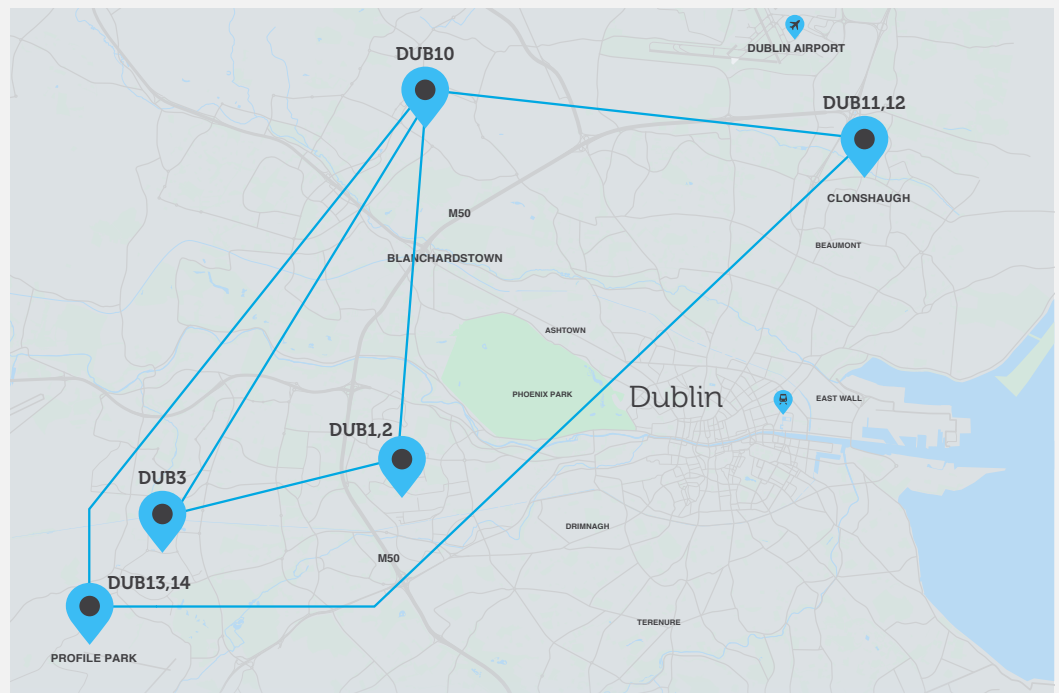 DUBLIN AIRPORT
DUB10
DUB11,12
CLONSHAUGH
M50
BEAUMONT
BLANCHARDSTOWN
ASHTOWN
PHOENIX PARK
Dublin
EAST WALL
DUB1,2
DUB3
DRIMNAGH
M50
DUB13,14
TERENURE
PROFILE PARK